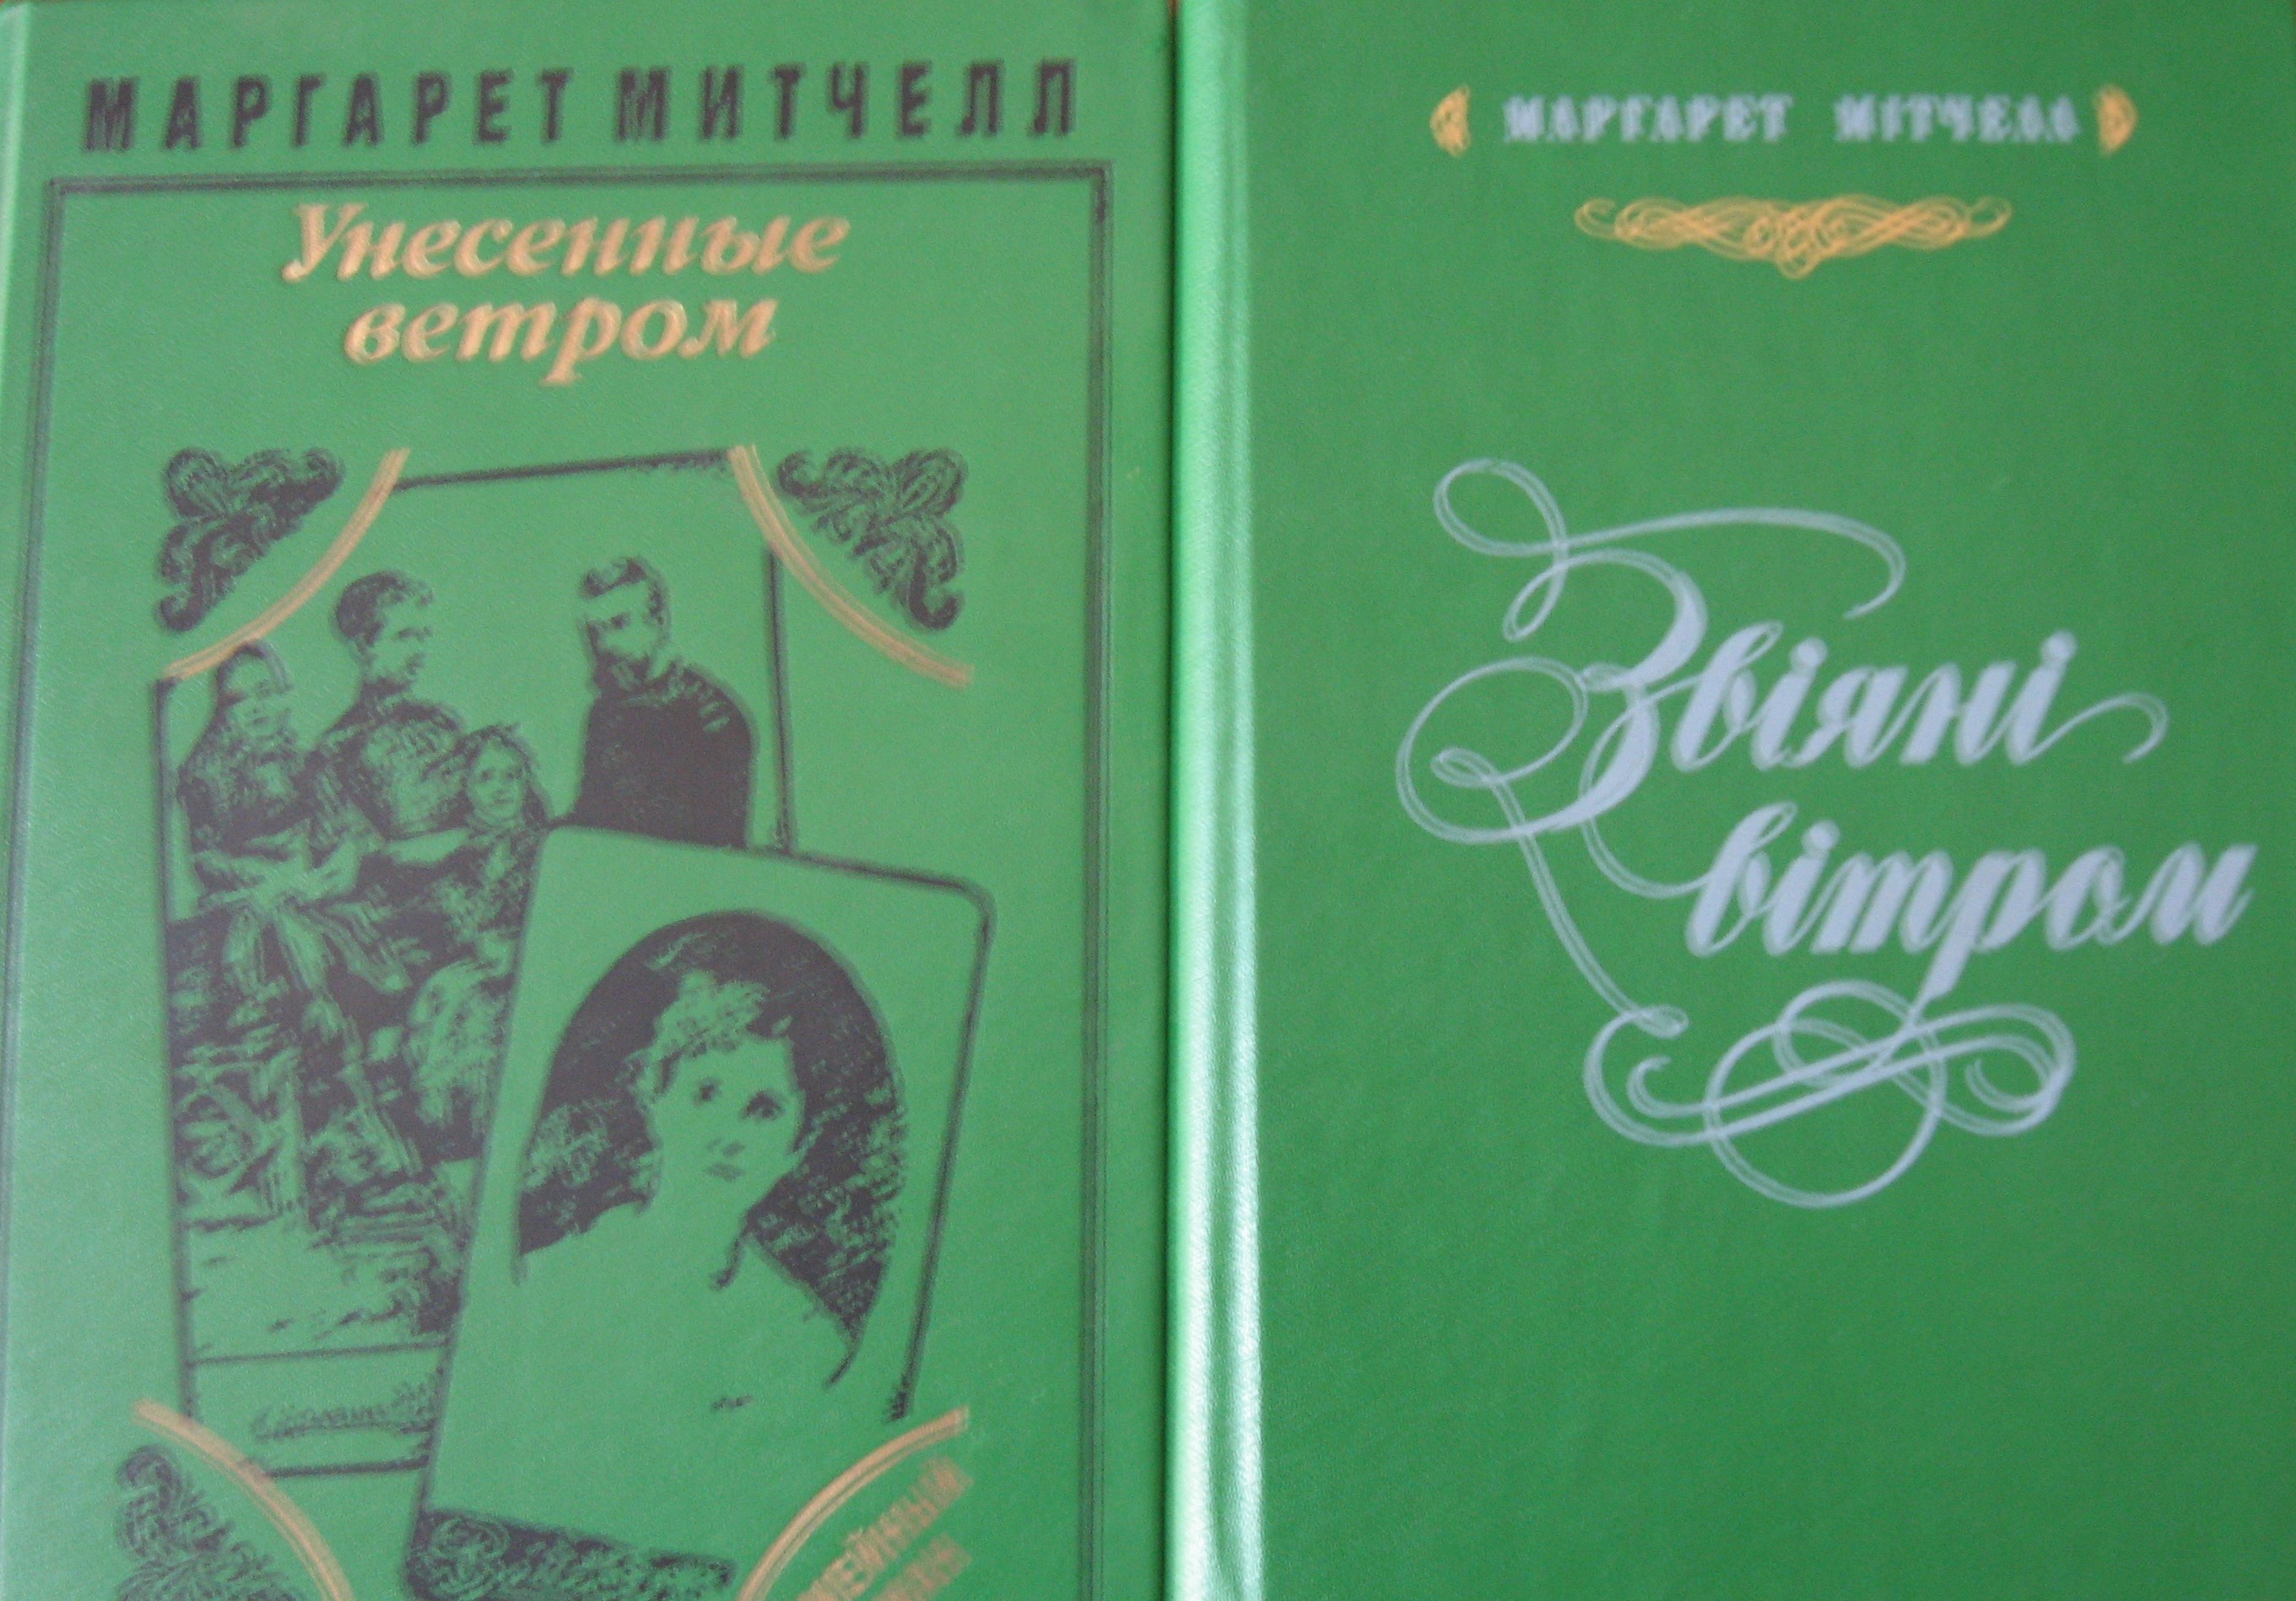 МАРГАРЕТ МИТЧЕЛЛ
Унесенные
ветром
МАРГАРЕТ МІТЧЕЛЛ
Звіяні
вітром